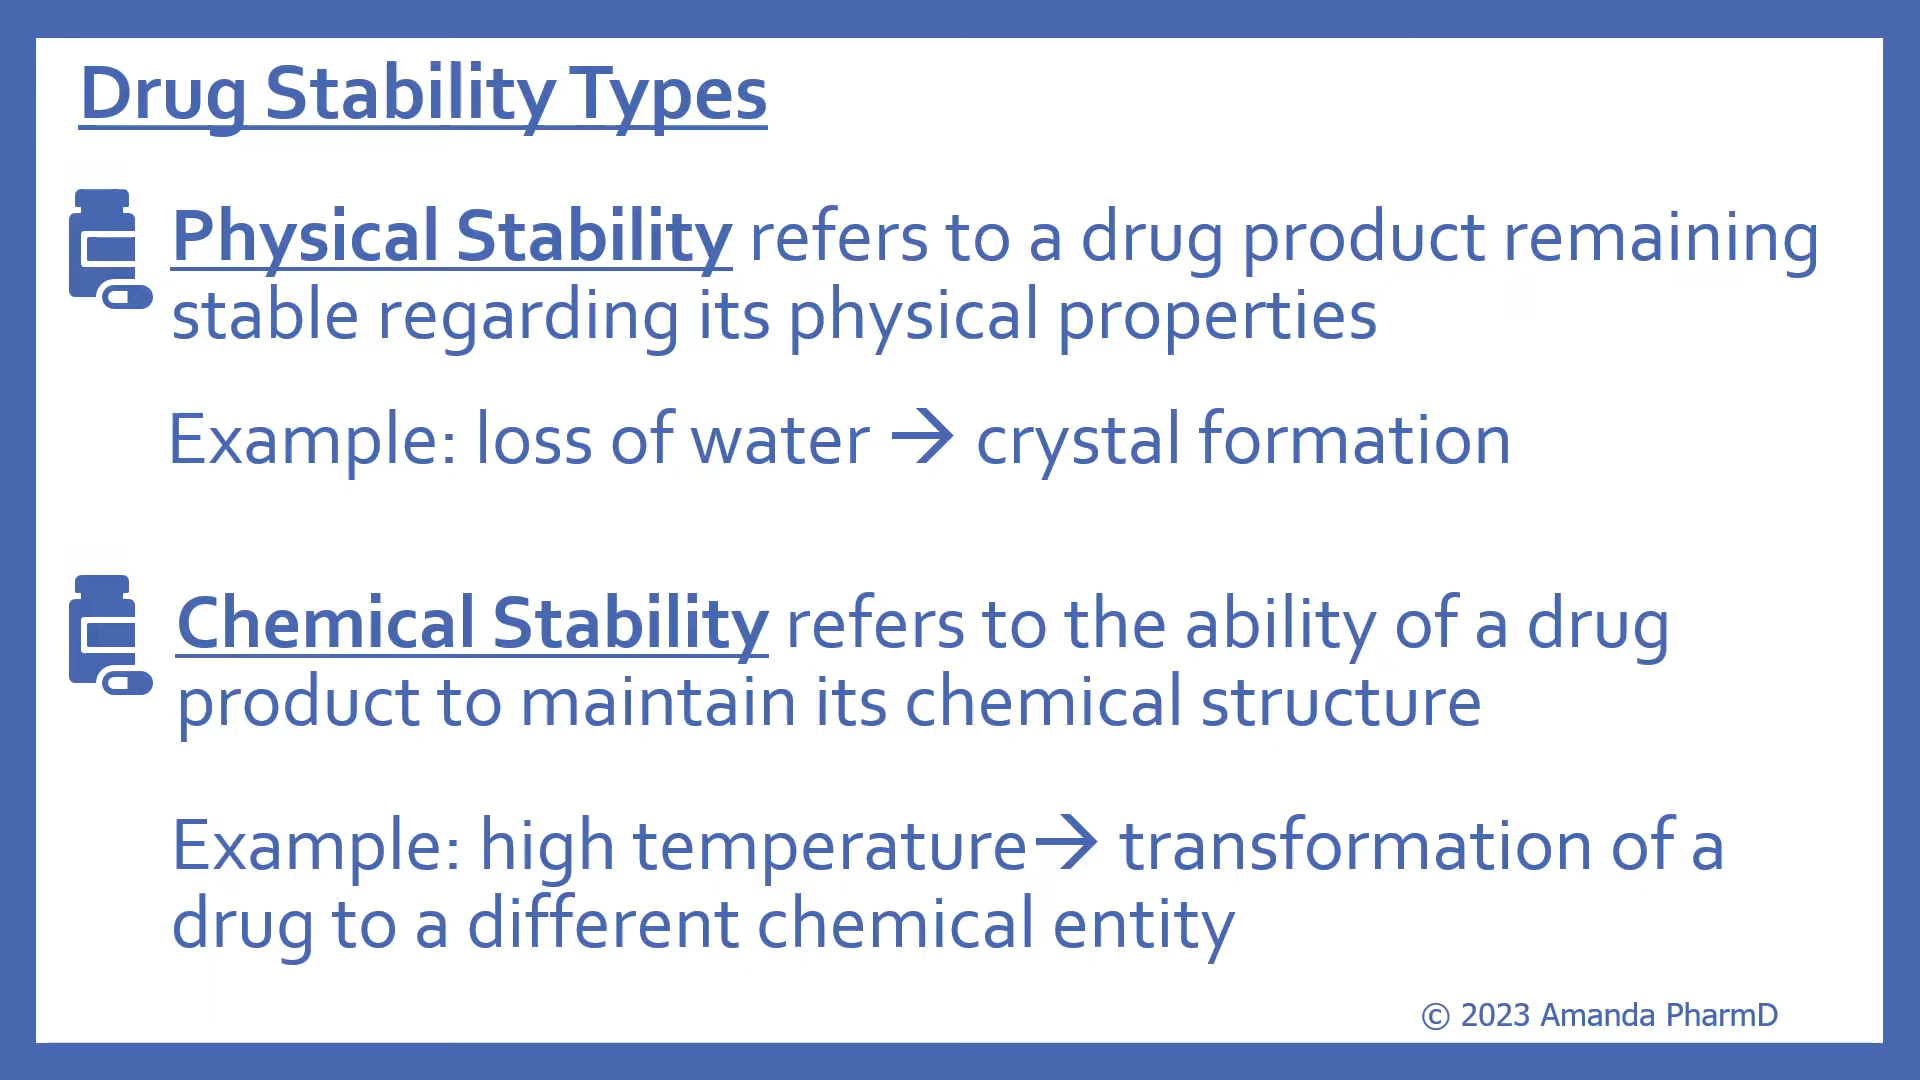 Drug Stability Types
Physical Stability refers to a drug product remaining
stable regarding its physical properties
Example: loss of water → crystal formation
Chemical Stability refers to the ability of a drug
product to maintain its chemical structure
Example: high temperature→ transformation of a
drug to a different chemical entity
© 2023 Amanda PharmD